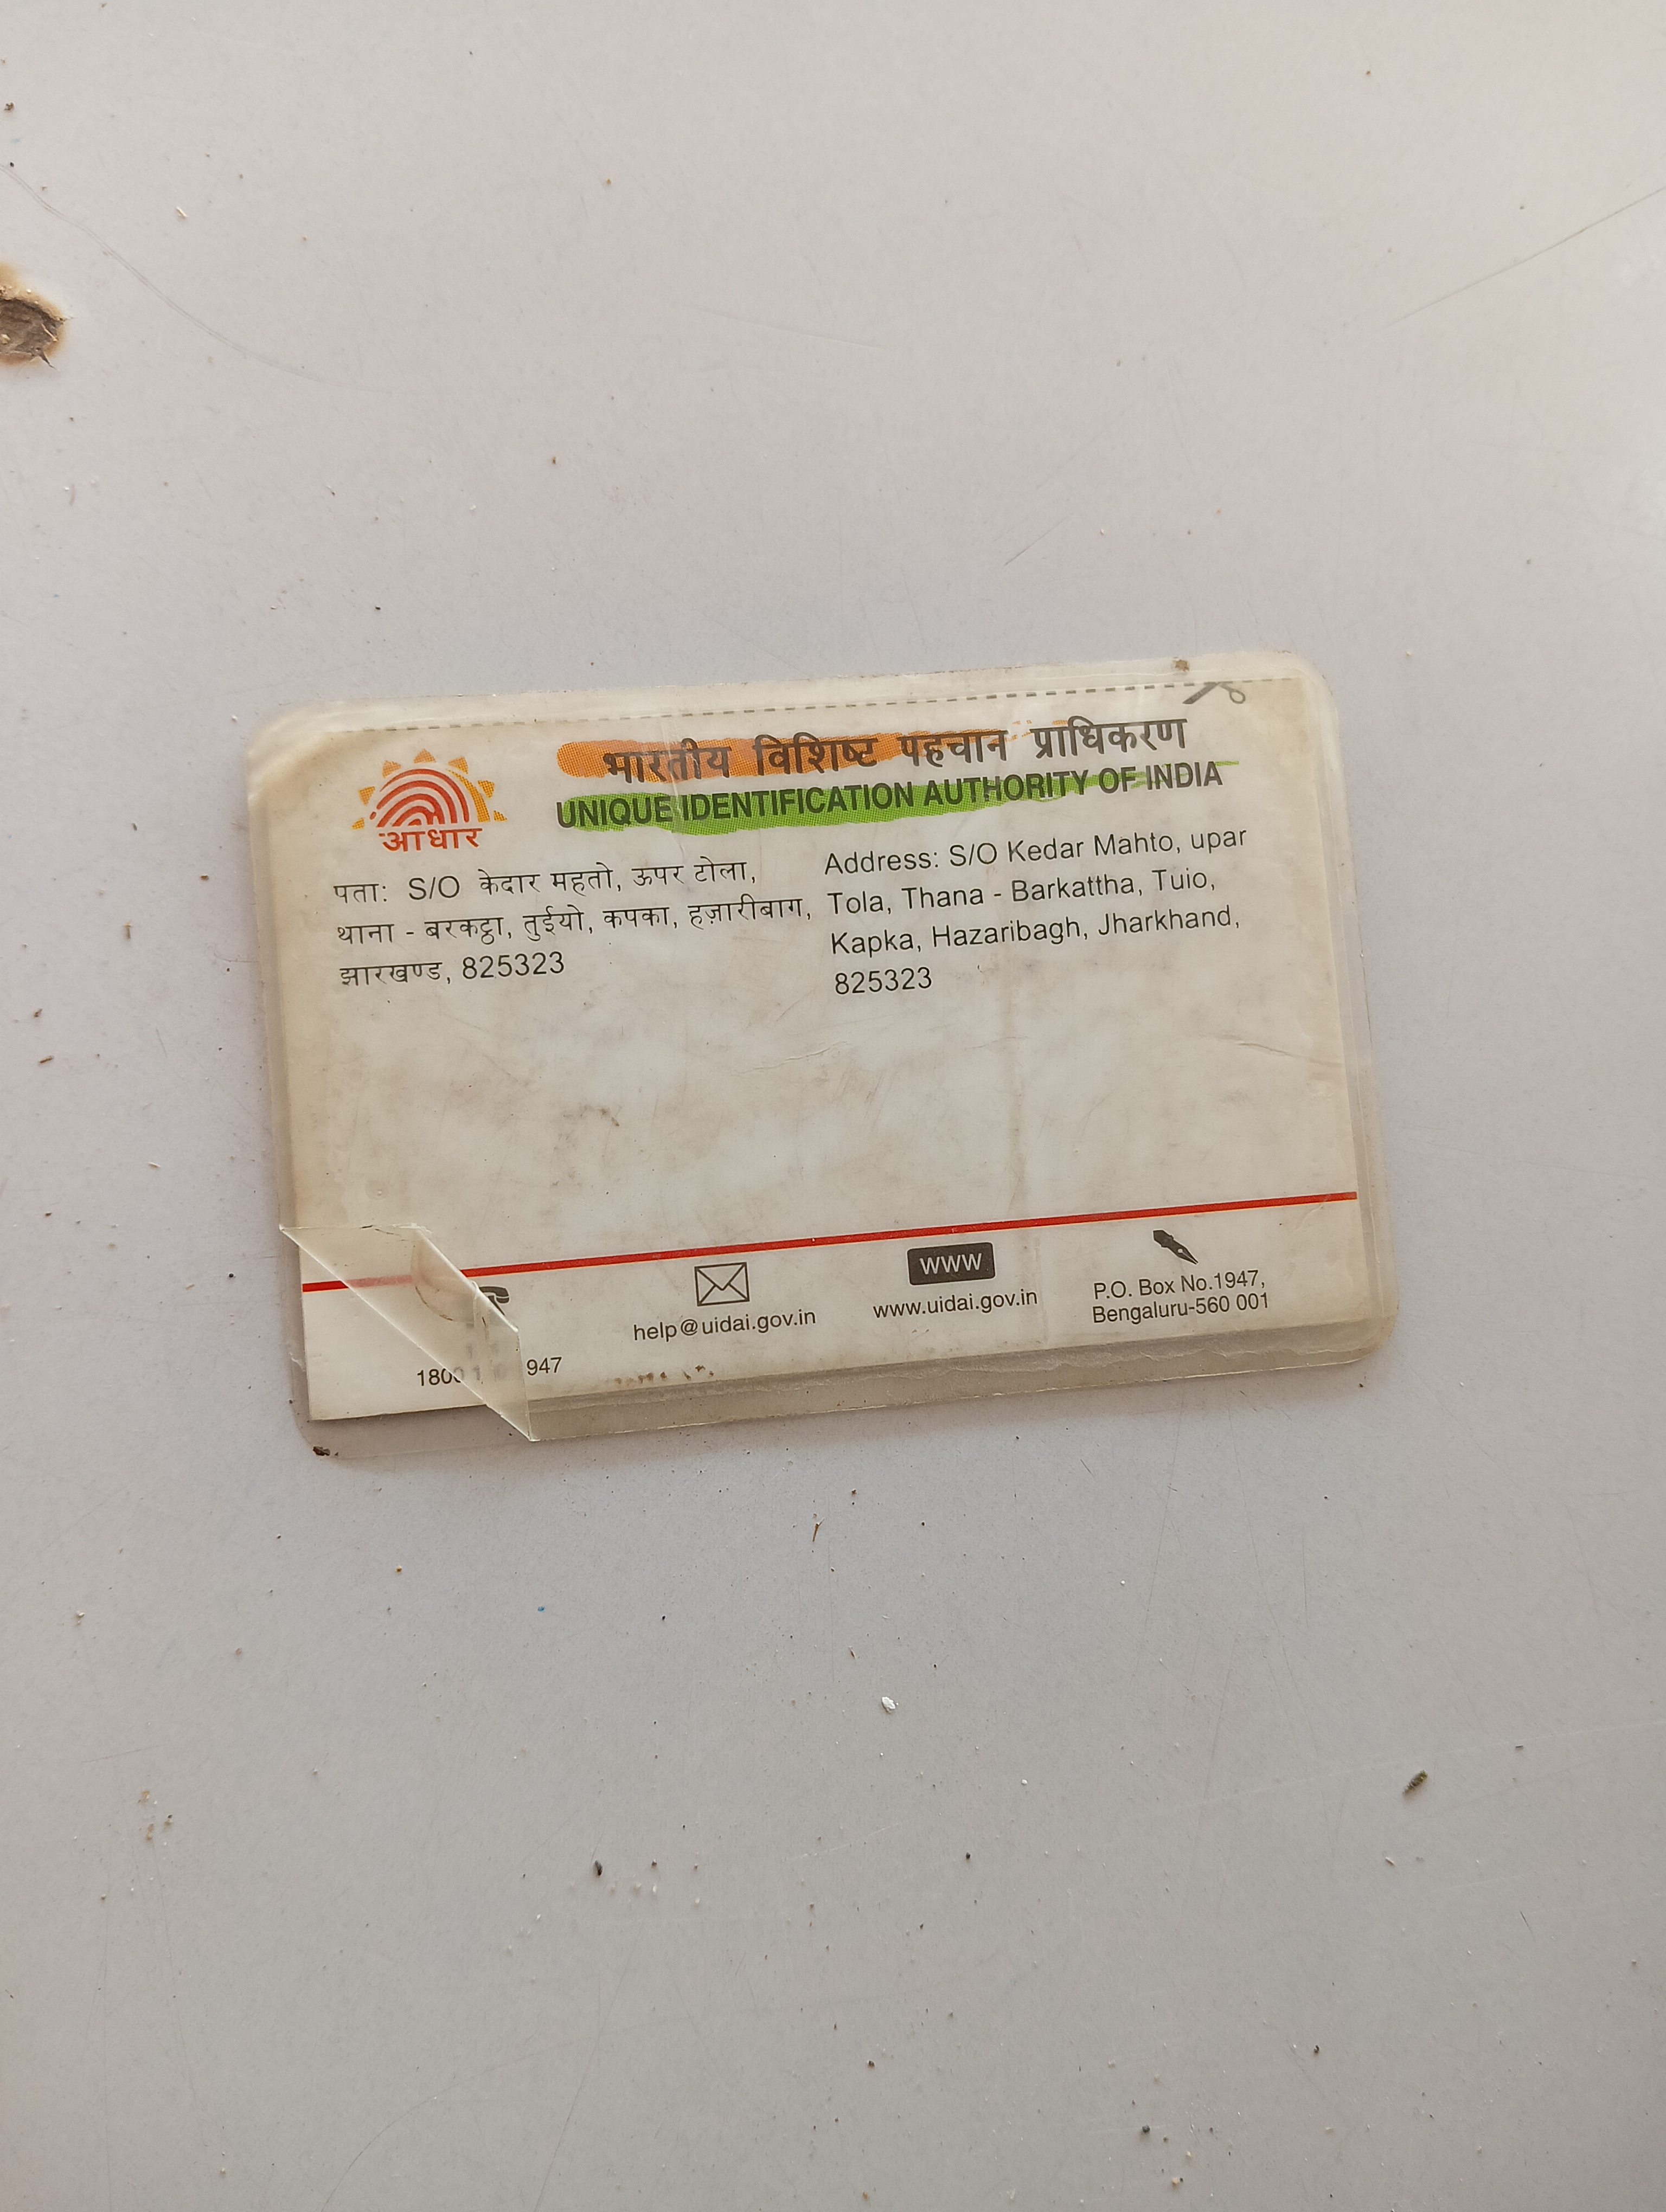 भारतीय विशिष्ट पहचान प्राधिकरण
UNIQUE IDENTIFICATION AUTHORITY OF INDIA
आधार
पता: S/O केदार महतो, ऊपर टोला,
थाना - बरकट्ठा, तुईयो, कपका, हज़ारीबाग,
झारखण्ड, 825323
Address: S/O Kedar Mahto, upar
Tola, Thana - Barkattha, Tuio,
Kapka, Hazaribagh, Jharkhand,
825323
947
help@uidai.gov.in
www
www.uidai.gov.in
P.O. Box No.1947,
Bengaluru-560 001